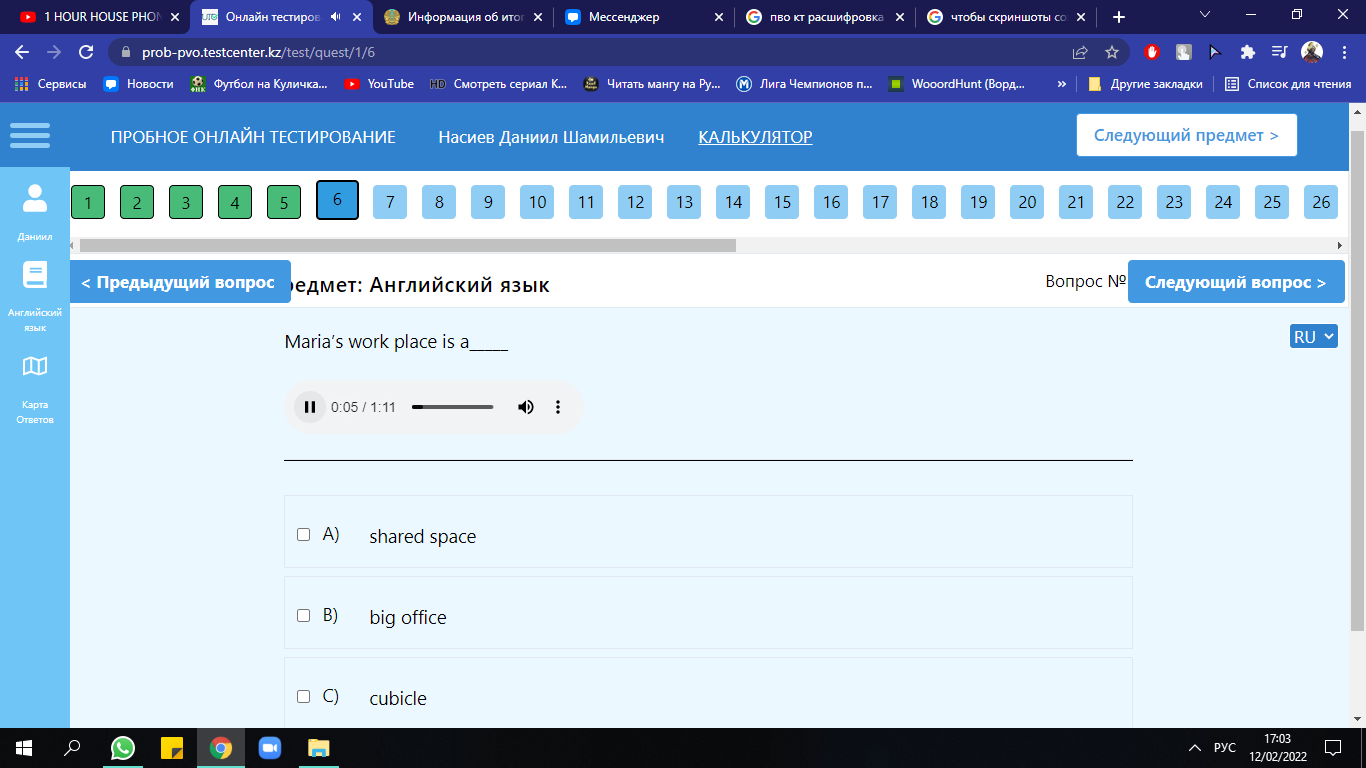 1 HOUR HOUSE PHON
Онлайн тестирова
Информация об итог
Мессенджер
пво кт расшифровка
чтобы скриншоты со
prob-pvo.testcenter.kz/test/quest/1/6
Сервисы
Новости
Футбол на Куличка...
YouTube
HD Смотреть сериал К...
Читать мангу на Ру...
Лига Чемпионов п...
WooordHunt (Ворд...
»
Другие закладки
Список для чтения
ПРОБНОЕ ОНЛАЙН ТЕСТИРОВАНИЕ
Насиев Даниил Шамильевич
КАЛЬКУЛЯТОР
Следующий предмет >
1 2 3 4 5 6 7 8 9 10 11 12 13 14 15 16 17 18 19 20 21 22 23 24 25 26
Даниил
Английский
язык
Карта
Ответов
< Предыдущий вопрос
редмет: Английский язык
Вопрос №
Следующий вопрос >
Maria's work place is a_____
RU
0:05 / 1:11
A) shared space
B) big office
C) cubicle
РУС
17:03
12/02/2022